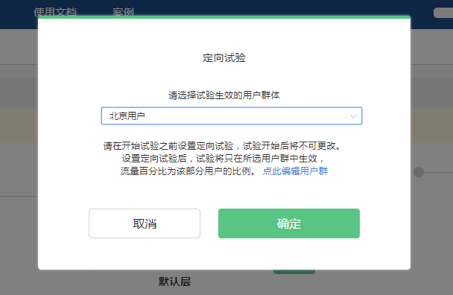 使用文档 案例
定向试验
请选择试验生效的用户群体
北京用户
请在开始试验之前设置定向试验，试验开始后将不可更改。
设置定向试验后，试验将只在所选用户群中生效，
流量百分比为该部分用户的比例。 点此编辑用户群
取消 确定
默认层